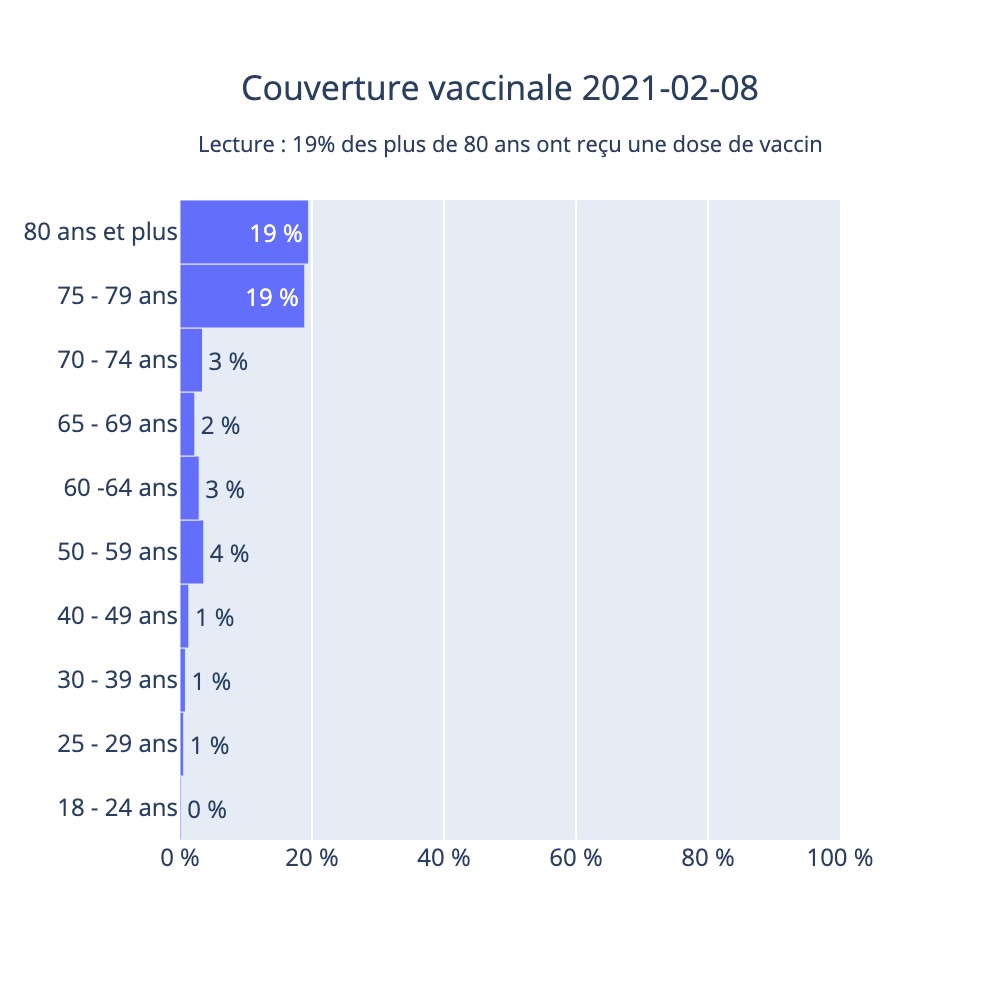 Couverture vaccinale 2021-02-08
Lecture : 19% des plus de 80 ans ont reçu une dose de vaccin
80 ans et plus 19 %
75 - 79 ans 19 %
70 - 74 ans 3 %
65 - 69 ans 2 %
60 -64 ans 3 %
50 - 59 ans 4 %
40 - 49 ans 1 %
30 - 39 ans 1 %
25 - 29 ans 1 %
18 - 24 ans 0 %
0 % 20 % 40 % 60 % 80 % 100 %